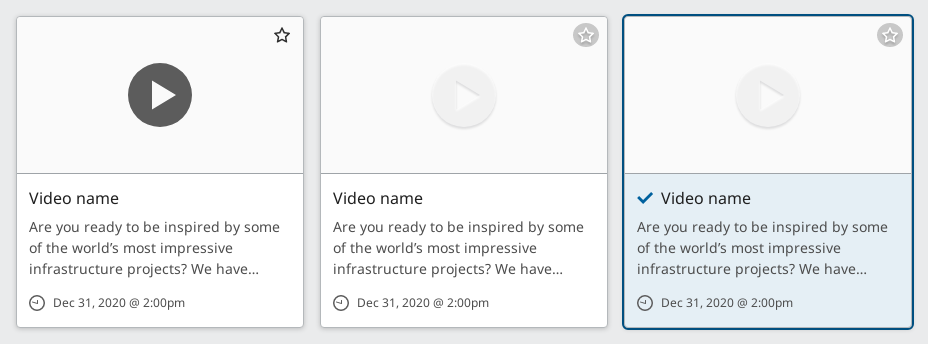 Video name
Are you ready to be inspired by some
of the world’s most impressive
infrastructure projects? We have...
Dec 31, 2020 @ 2:00pm
Video name
Are you ready to be inspired by some
of the world’s most impressive
infrastructure projects? We have...
Dec 31, 2020 @ 2:00pm
Video name
Are you ready to be inspired by some
of the world’s most impressive
infrastructure projects? We have...
Dec 31, 2020 @ 2:00pm